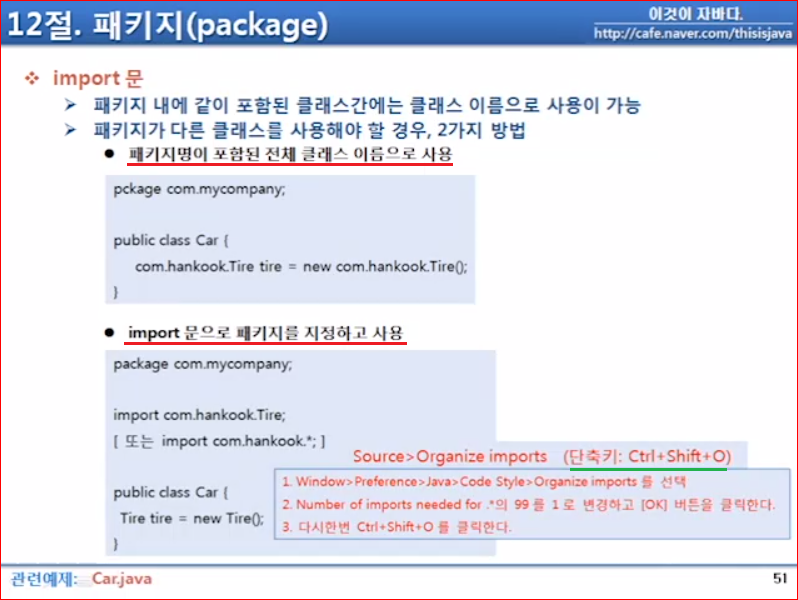 12절. 패키지(package)
이것이 자바다.
http://cafe.naver.com/thisisjava
import 문
패키지 내에 같이 포함된 클래스간에는 클래스 이름으로 사용이 가능
패키지가 다른 클래스를 사용해야 할 경우, 2가지 방법
패키지명이 포함된 전체 클래스 이름으로 사용
pckage com.mycompany;
public class Car {
com.hankook.Tire tire = new com.hankook.Tire();
}
import 문으로 패키지를 지정하고 사용
package com.mycompany;
import com.hankook.Tire;
[ 또는 import com.hankook.*; ]
Source>Organize imports (단축키: Ctrl+Shift+O)
1. Window>Preference>Java>Code Style>Organize imports 를 선택
2. Number of imports needed for .*의 99 를 1 로 변경하고 [OK] 버튼을 클릭한다.
3. 다시한번 Ctrl+Shift+O 를 클릭한다.
public class Car {
Tire tire = new Tire();
}
관련예제: Car.java
51